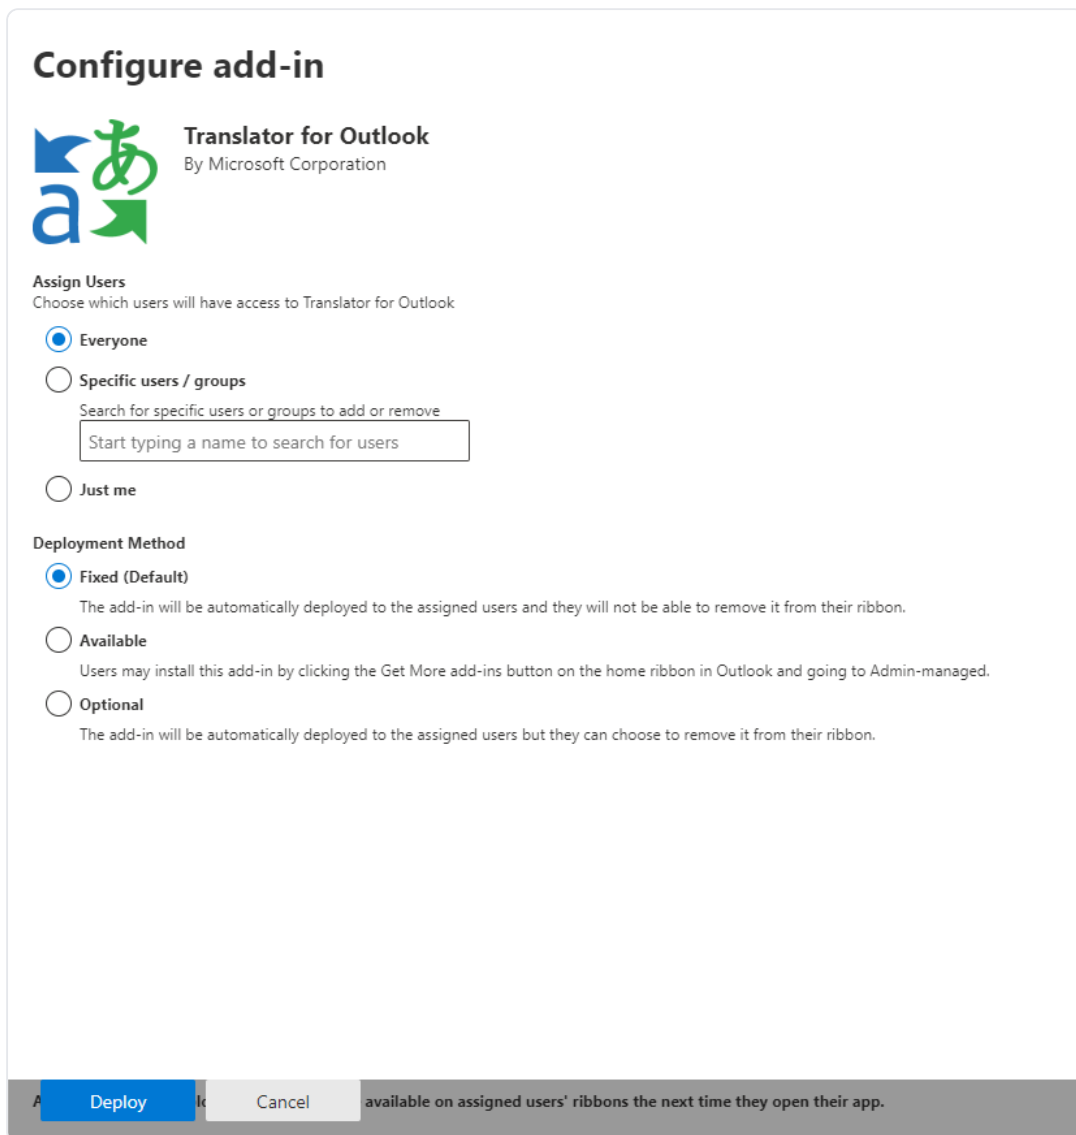 Configure add-in
あ
a
Translator for Outlook
By Microsoft Corporation
Assign Users
Choose which users will have access to Translator for Outlook
Everyone
Specific users / groups
Search for specific users or groups to add or remove
Start typing a name to search for users
Just me
Deployment Method
Fixed (Default)
The add-in will be automatically deployed to the assigned users and they will not be able to remove it from their ribbon.
Available
Users may install this add-in by clicking the Get More add-ins button on the home ribbon in Outlook and going to Admin-managed.
Optional
The add-in will be automatically deployed to the assigned users but they can choose to remove it from their ribbon.
Deploy Cancel available on assigned users' ribbons the next time they open their app.